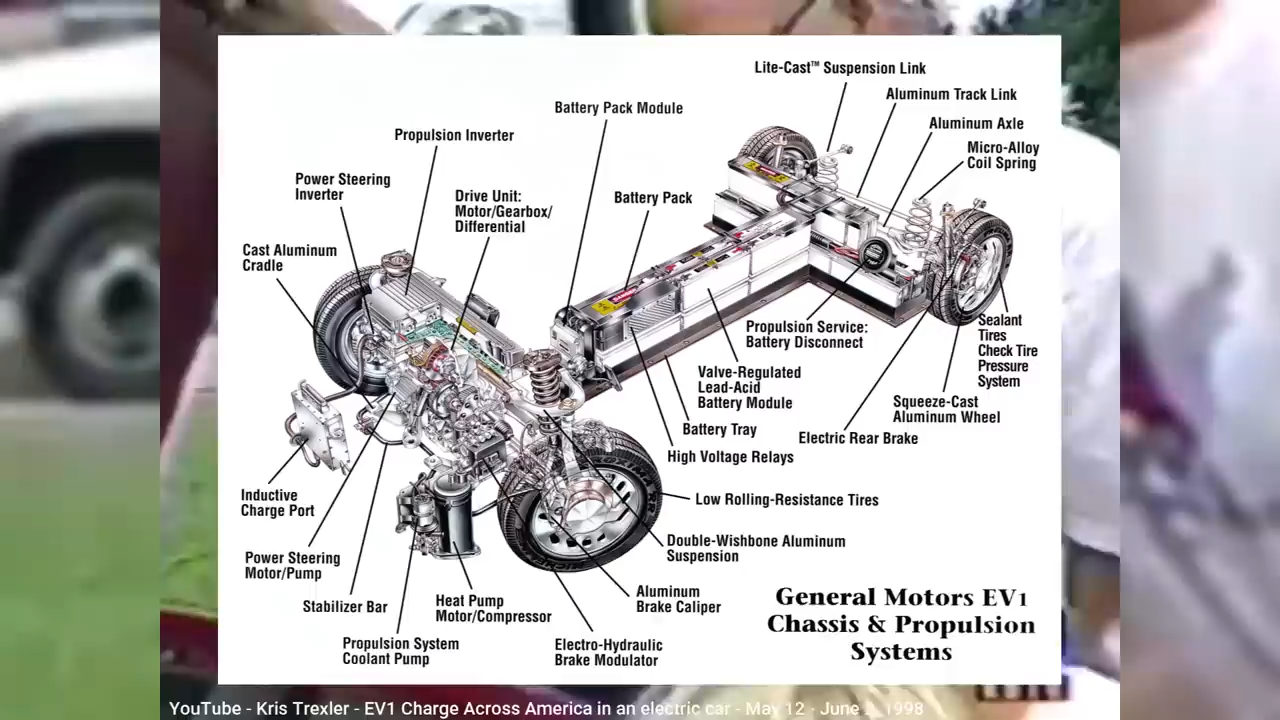 Lite-Cast™ Suspension Link
Aluminum Track Link
Battery Pack Module
Aluminum Axle
Propulsion Inverter
Micro-Alloy
Coil Spring
Power Steering
Inverter
Drive Unit:
Motor/Gearbox/
Differential
Battery Pack
Cast Aluminum
Cradle
Propulsion Service:
Battery Disconnect
Sealant
Tires
Check Tire
Pressure
System
Valve-Regulated
Lead-Acid
Battery Module
Squeeze-Cast
Aluminum Wheel
Battery Tray
Electric Rear Brake
High Voltage Relays
Inductive
Charge Port
Low Rolling-Resistance Tires
Power Steering
Motor/Pump
Double-Wishbone Aluminum
Suspension
Stabilizer Bar
Heat Pump
Motor/Compressor
Aluminum
Brake Caliper
Propulsion System
Coolant Pump
Electro-Hydraulic
Brake Modulator
General Motors EV1
Chassis & Propulsion
Systems
YouTube - Kris Trexler - EV1 Charge Across America in an electric car - May 12 - June 1998